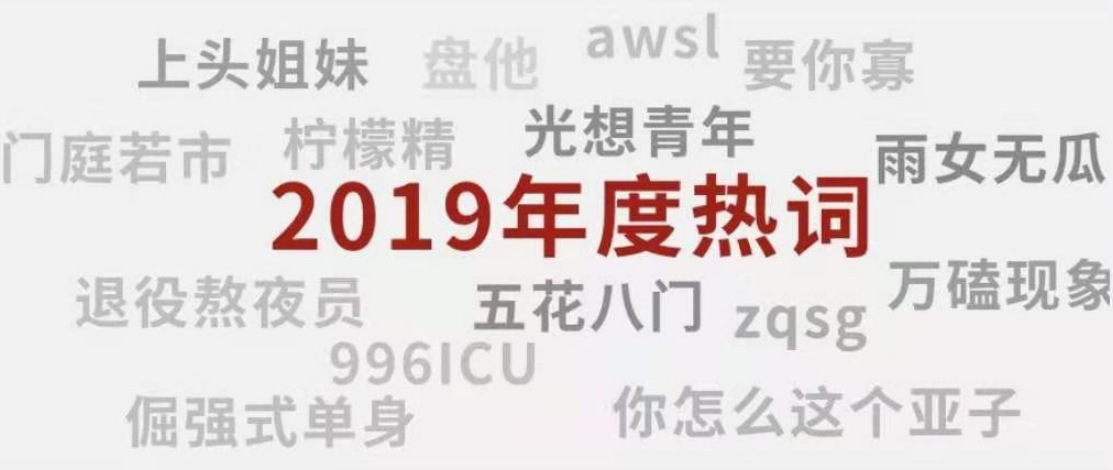 上头姐妹 盘他 awsl 要你寡
门庭若市 柠檬精 光想青年 雨女无瓜
2019年度热词
退役熬夜员 五花八门 zqsg 万磕现象
996ICU
倔强式单身 你怎么这个亚子